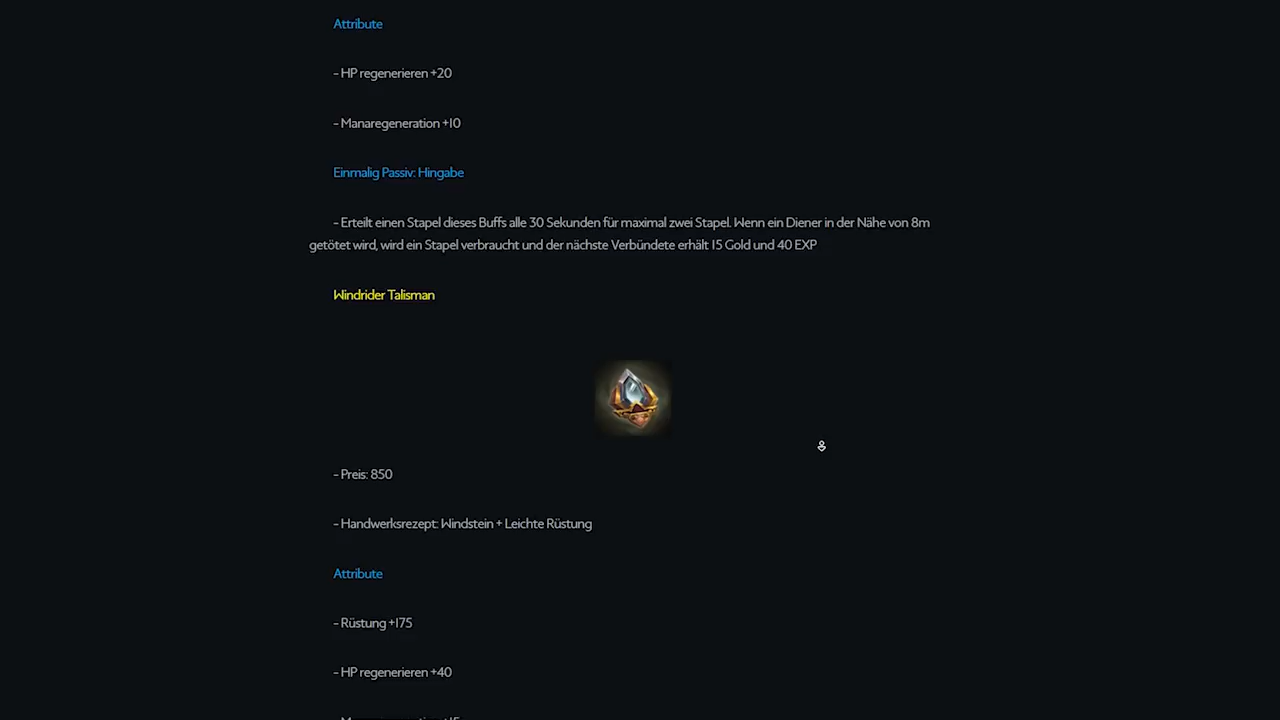 Attribute
- HP regenerieren +20
- Manaregeneration +10
Einmalig Passiv: Hingabe
- Erteilt einen Stapel dieses Buffs alle 30 Sekunden für maximal zwei Stapel. Wenn ein Diener in der Nähe von 8m
getötet wird, wird ein Stapel verbraucht und der nächste Verbündete erhält 15 Gold und 40 EXP
Windrider Talisman
- Preis: 850
- Handwerksrezept: Windstein + Leichte Rüstung
Attribute
- Rüstung +175
- HP regenerieren +40